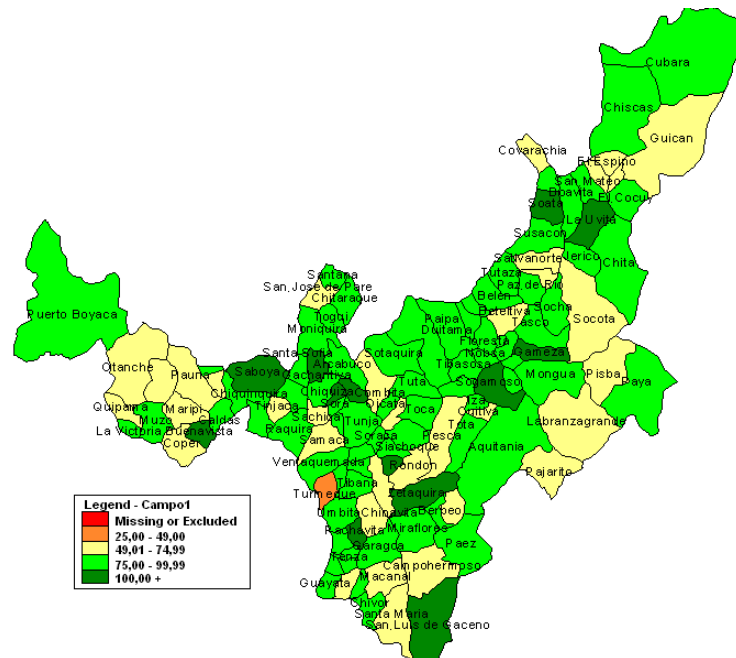 Cubara
Chiscas
Guican
Covarachia
El Espino
San Mateo
Boavita
El Cocuy
Soata
La Uvita
Susacon
Jerico
Chita
Sativanorte
Tutaza
Paz de Rio
Belen
Socha
Socota
Santana
San Jose de Pare
Chitaraque
Togui
Moniquira
Puerto Boyaca
Paipa
Duitama
Tasco
Floresta
Nobsa
Gameza
Santa Sofia
Arcabuco
Sotaquira
Tibasosa
Otanche
Pauna
Saboya
Gachantiva
Sogamoso
Mongua
Pisba
Paya
Chiquinquira
Chiquiza
Combita
Tuta
Iza
Quipama
Maripi
Tinjaca
Sora
Oicata
Toca
Cuitiva
Labranzagrande
Muzo
Caldas
Sachica
Tunja
Pesca
Tota
La Victoria
Buenavista
Raquira
Samaca
Soraca
Siachoque
Aquitania
Coper
Ventaquemada
Rondon
Pajarito
Turmeque
Tibana
Zetaquira
Umbita
Chinavita
Berbeo
Pachavita
Miraflores
Garagoa
Paez
Tenza
Campohermoso
Guayata
Macanal
Chivor
Santa Maria
San Luis de Gaceno
Legend - Campo1
Missing or Excluded
25,00 - 49,00
49,01 - 74,99
75,00 - 99,99
100,00 +